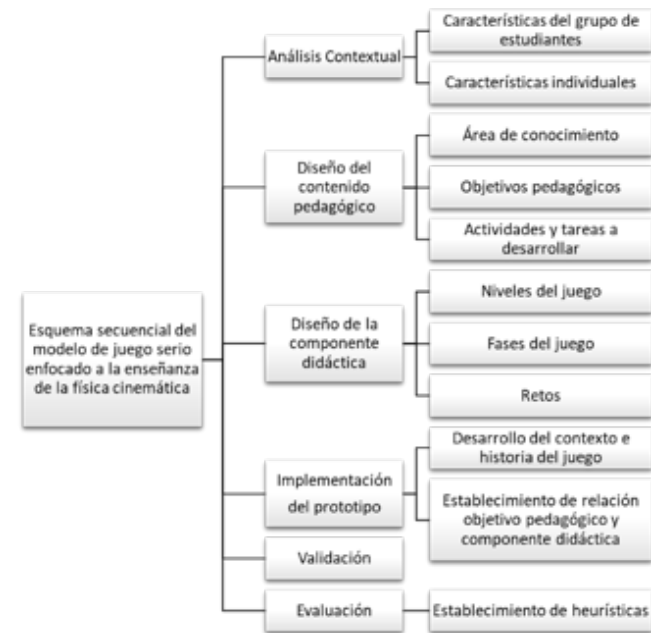 Características del grupo de
estudiantes
Análisis Contextual
Características individuales
Área de conocimiento
Diseño del
contenido
pedagógico
Objetivos pedagógicos
Actividades y tareas a
desarrollar
Esquema secuencial del
modelo de juego serio
enfocado a la enseñanza
de la física cinemática
Niveles del juego
Diseño de la
componente
didáctica
Fases del juego
Retos
Desarrollo del contexto e
historia del juego
Implementación
del prototipo
Establecimiento de relación
objetivo pedagógico y
componente didáctica
Validación
Evaluación
Establecimiento de heurísticas